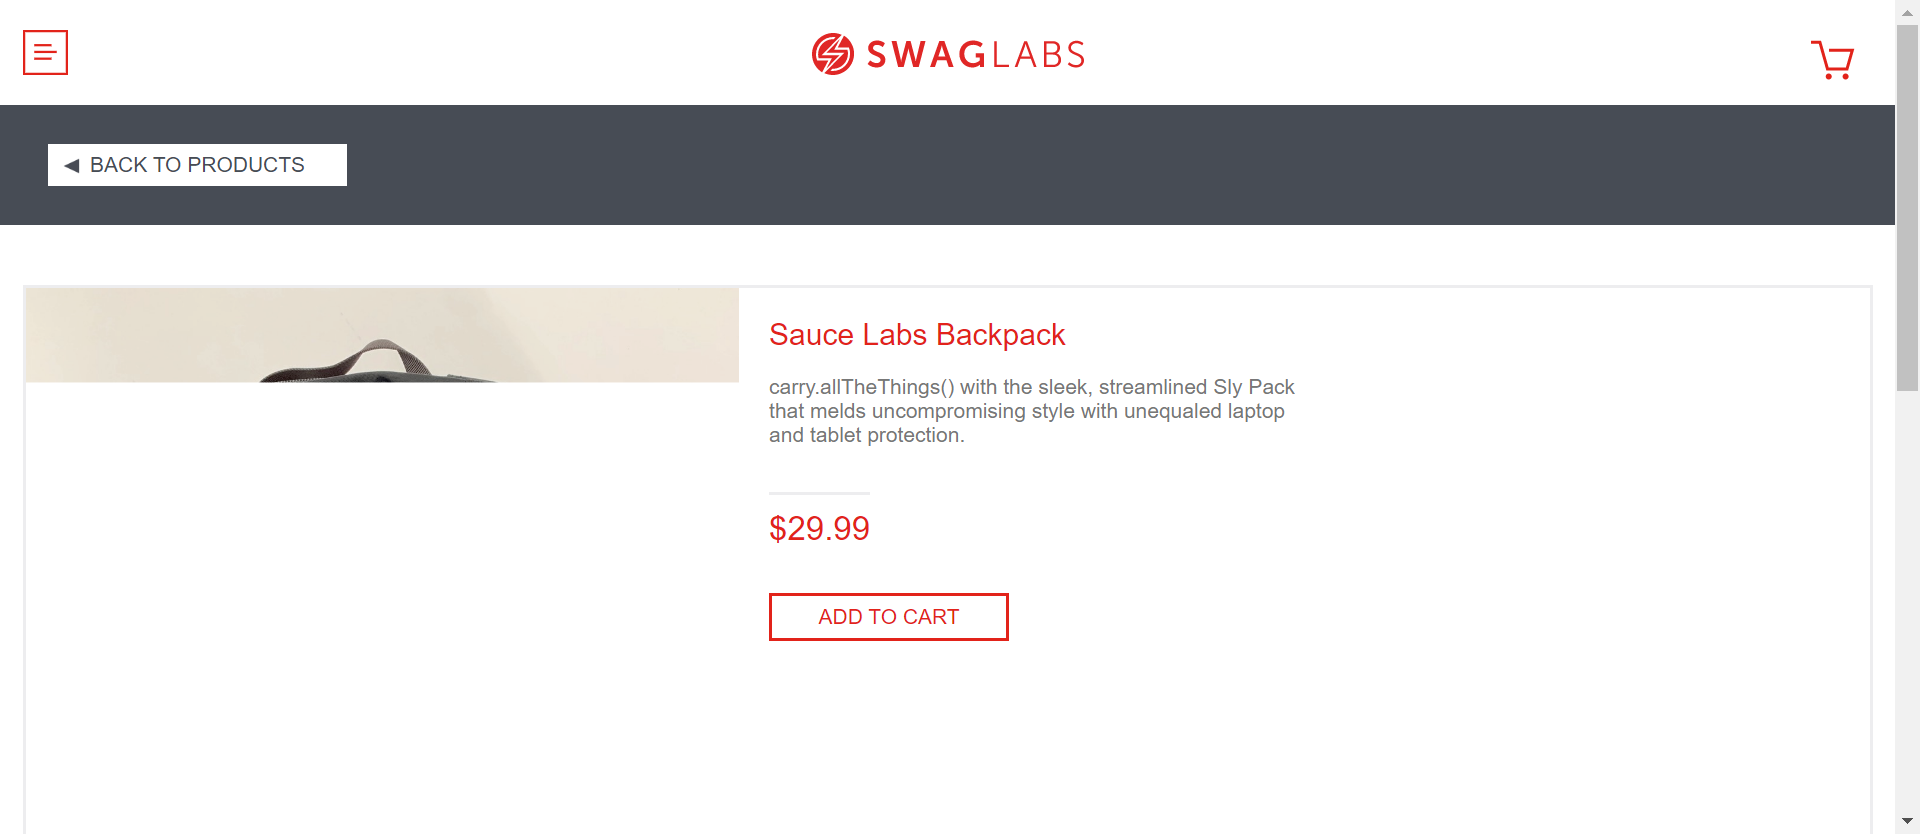 SWAGLABS
BACK TO PRODUCTS
Sauce Labs Backpack
carry.allTheThings() with the sleek, streamlined Sly Pack
that melds uncompromising style with unequaled laptop
and tablet protection.
$29.99
ADD TO CART